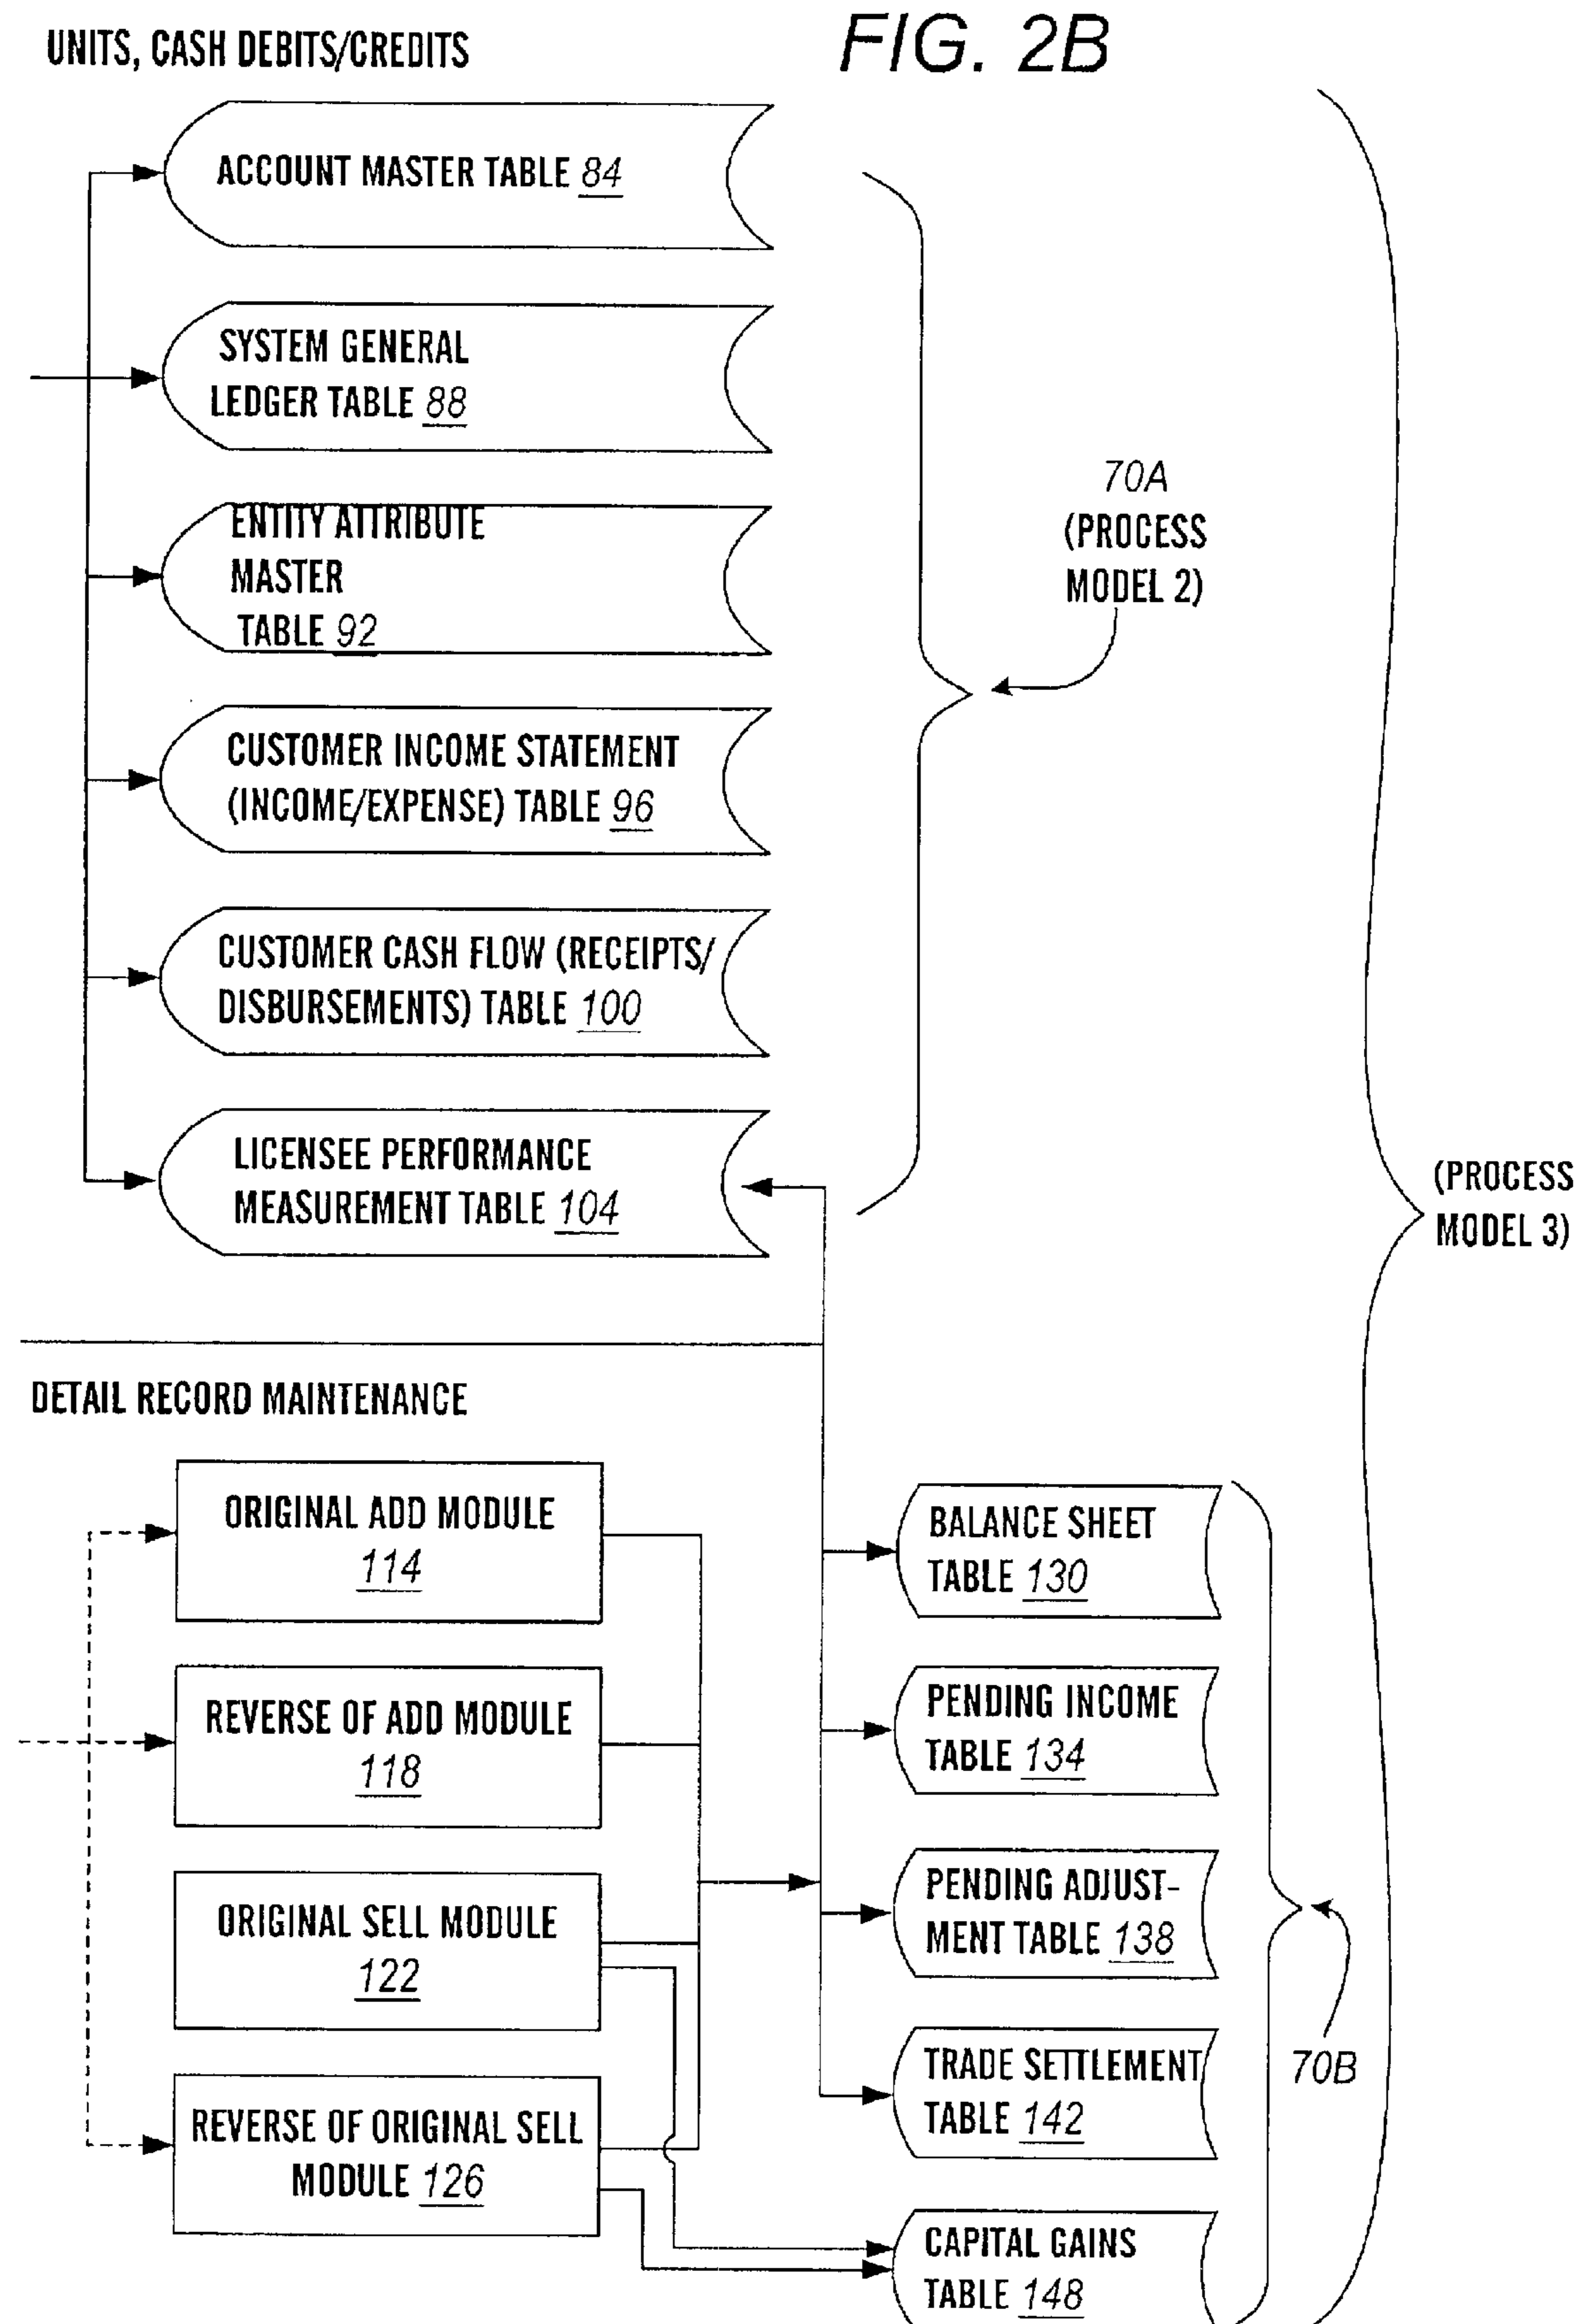 FIG. 2B
UNITS, CASH DEBITS/CREDITS
ACCOUNT MASTER TABLE 84
SYSTEM GENERAL
LEDGER TABLE 88
ENTITY ATTRIBUTE
MASTER
TABLE 92
CUSTOMER INCOME STATEMENT
(INCOME/EXPENSE) TABLE 96
CUSTOMER CASH FLOW (RECEIPTS/
DISBURSEMENTS) TABLE 100
LICENSEE PERFORMANCE
MEASUREMENT TABLE 104
70A
(PROCESS
MODEL 2)
(PROCESS
MODEL 3)
DETAIL RECORD MAINTENANCE
ORIGINAL ADD MODULE
114
REVERSE OF ADD MODULE
118
ORIGINAL SELL MODULE
122
REVERSE OF ORIGINAL SELL
MODULE 126
BALANCE SHEET
TABLE 130
PENDING INCOME
TABLE 134
PENDING ADJUST-
MENT TABLE 138
TRADE SETTLEMENT
TABLE 142
CAPITAL GAINS
TABLE 148
70B